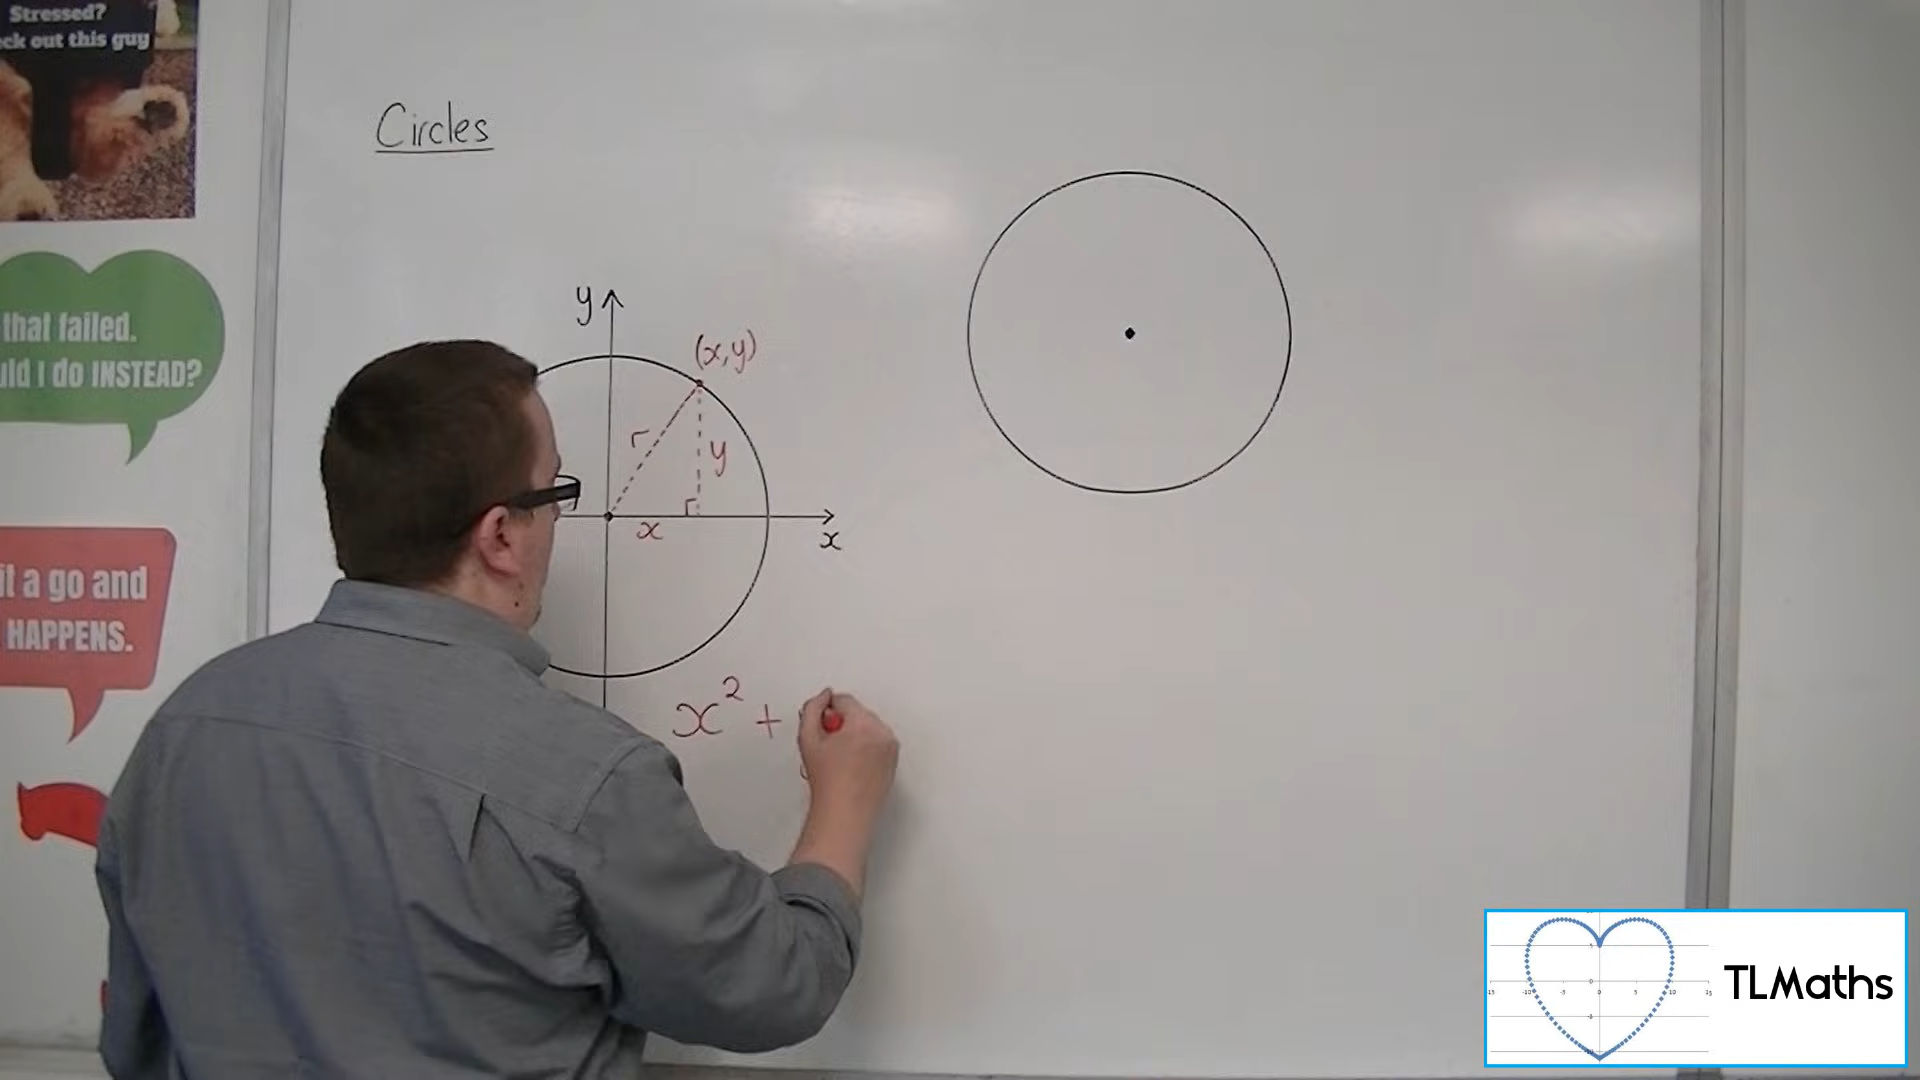 Stressed?
ck out this guy
Circles
that failed.
uld I do INSTEAD?
it a go and
HAPPENS.
y
(x,y)
r
y
x
x
x² +
TLMaths